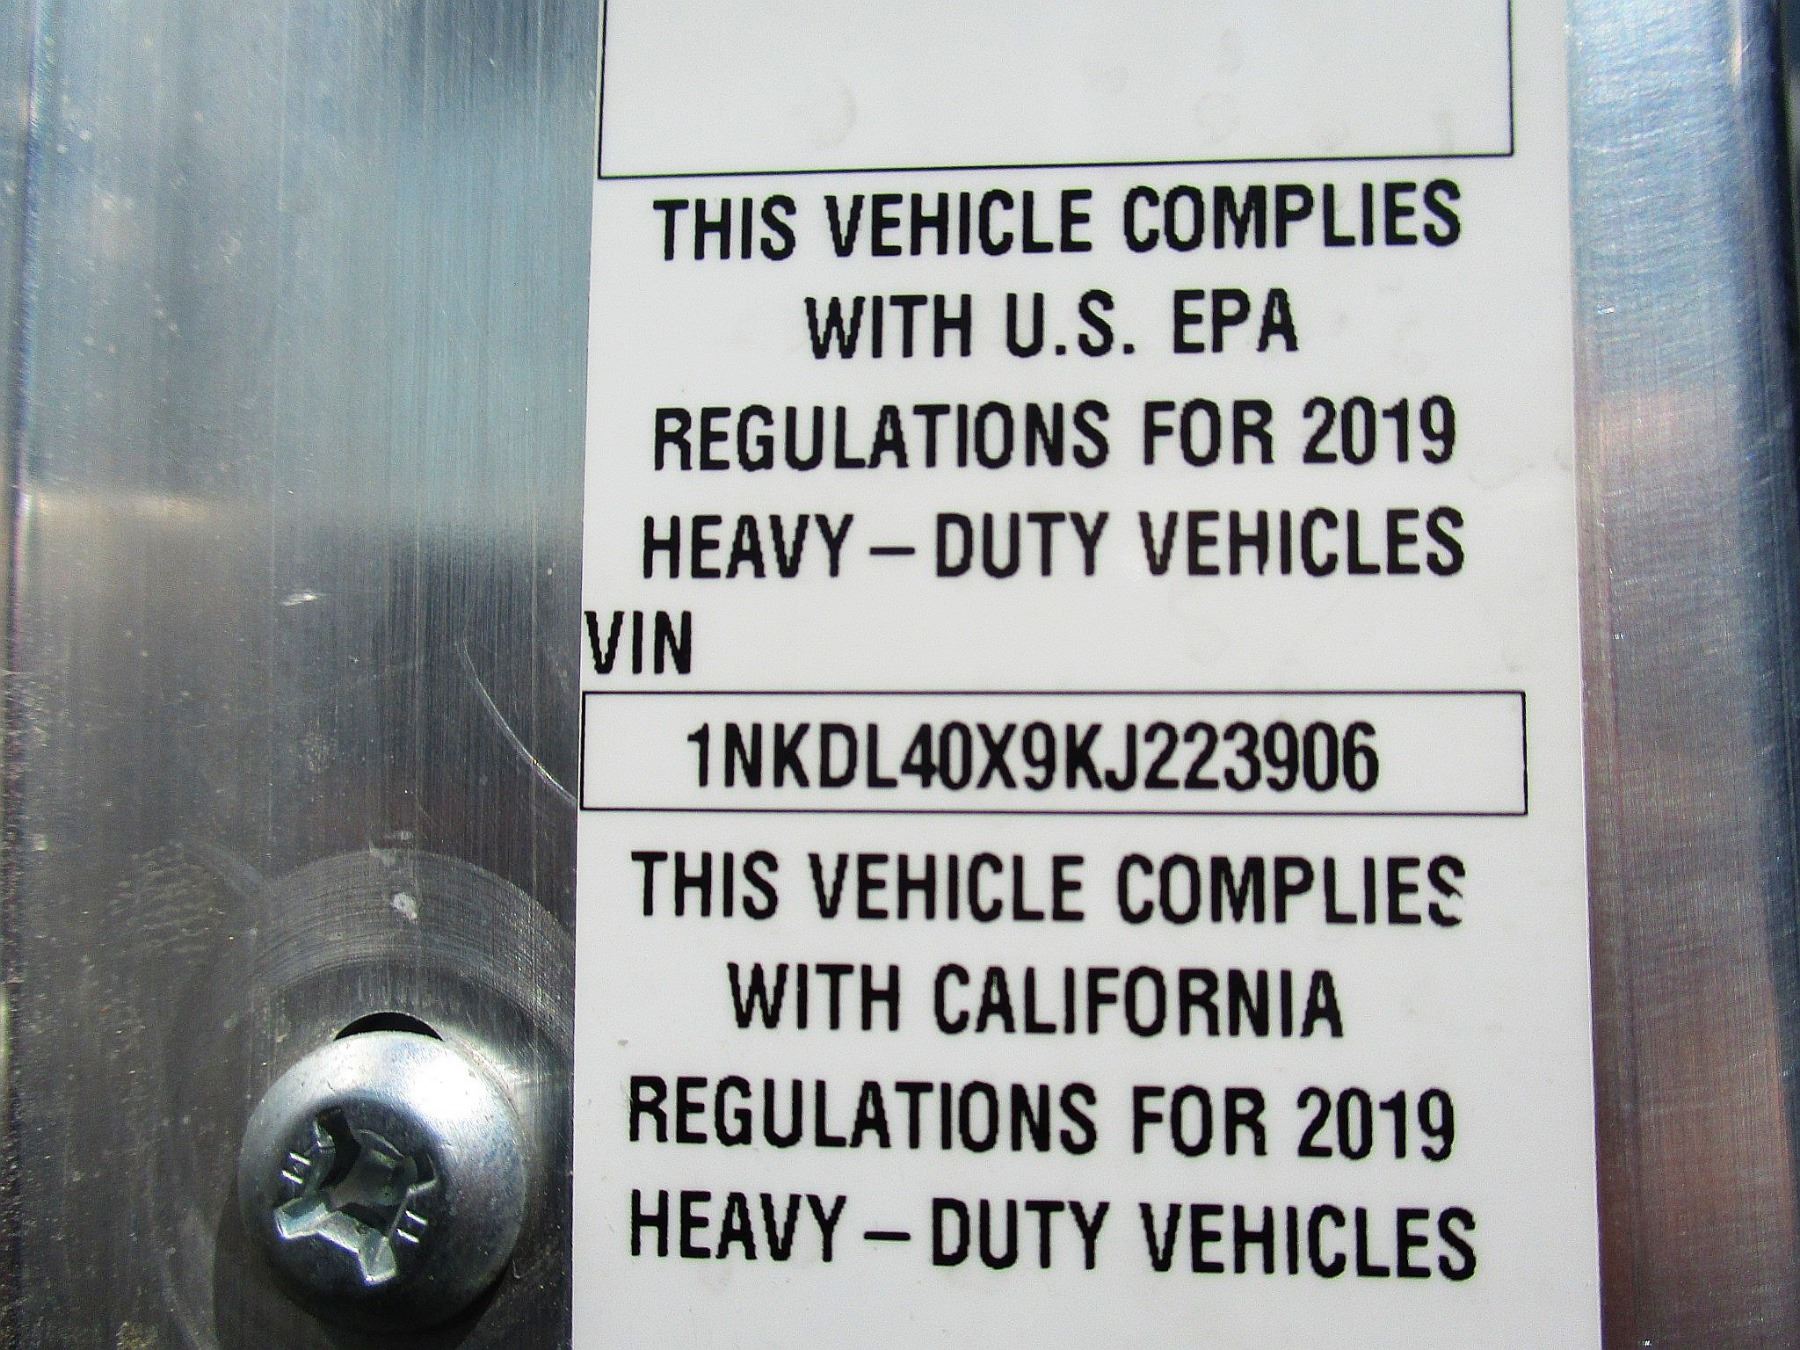 THIS VEHICLE COMPLIES
WITH U.S. EPA
REGULATIONS FOR 2019
HEAVY – DUTY VEHICLES
VIN
1NKDL40X9KJ223906
THIS VEHICLE COMPLIES
WITH CALIFORNIA
REGULATIONS FOR 2019
HEAVY – DUTY VEHICLES